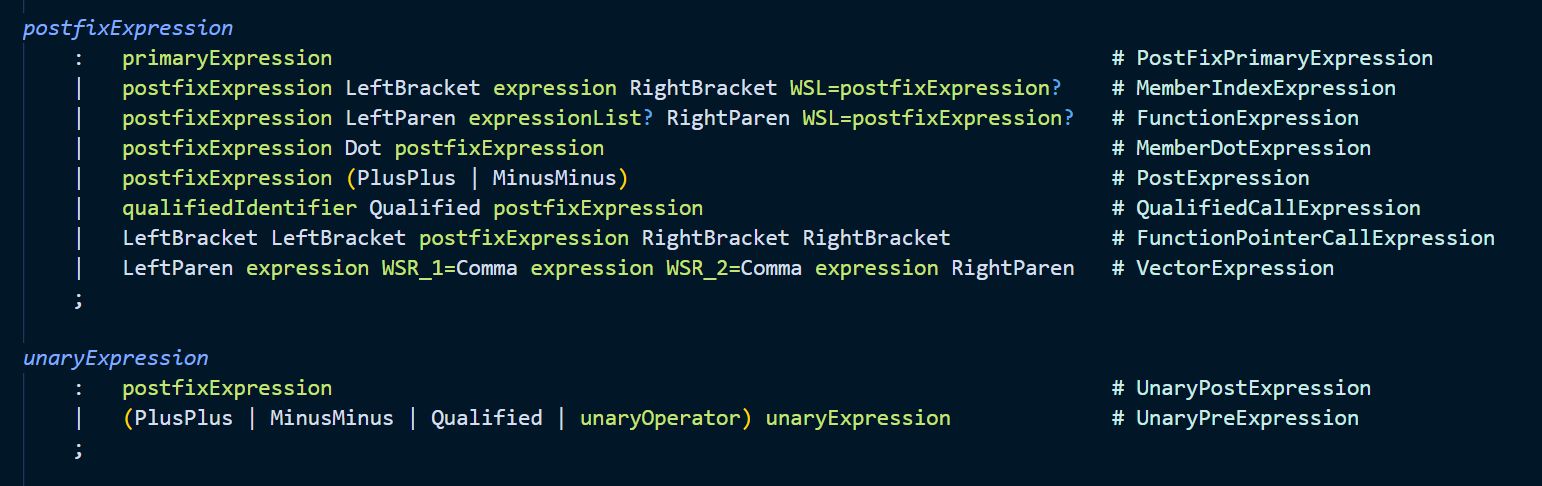 postfixExpression
: primaryExpression # PostFixPrimaryExpression
| postfixExpression LeftBracket expression RightBracket WSL=postfixExpression? # MemberIndexExpression
| postfixExpression LeftParen expressionList? RightParen WSL=postfixExpression? # FunctionExpression
| postfixExpression Dot postfixExpression # MemberDotExpression
| postfixExpression (PlusPlus | MinusMinus) # PostExpression
| qualifiedIdentifier Qualified postfixExpression # QualifiedCallExpression
| LeftBracket LeftBracket postfixExpression RightBracket RightBracket # FunctionPointerCallExpression
| LeftParen expression WSR_1=Comma expression WSR_2=Comma expression RightParen # VectorExpression
;
unaryExpression
: postfixExpression # UnaryPostExpression
| (PlusPlus | MinusMinus | Qualified | unaryOperator) unaryExpression # UnaryPreExpression
;